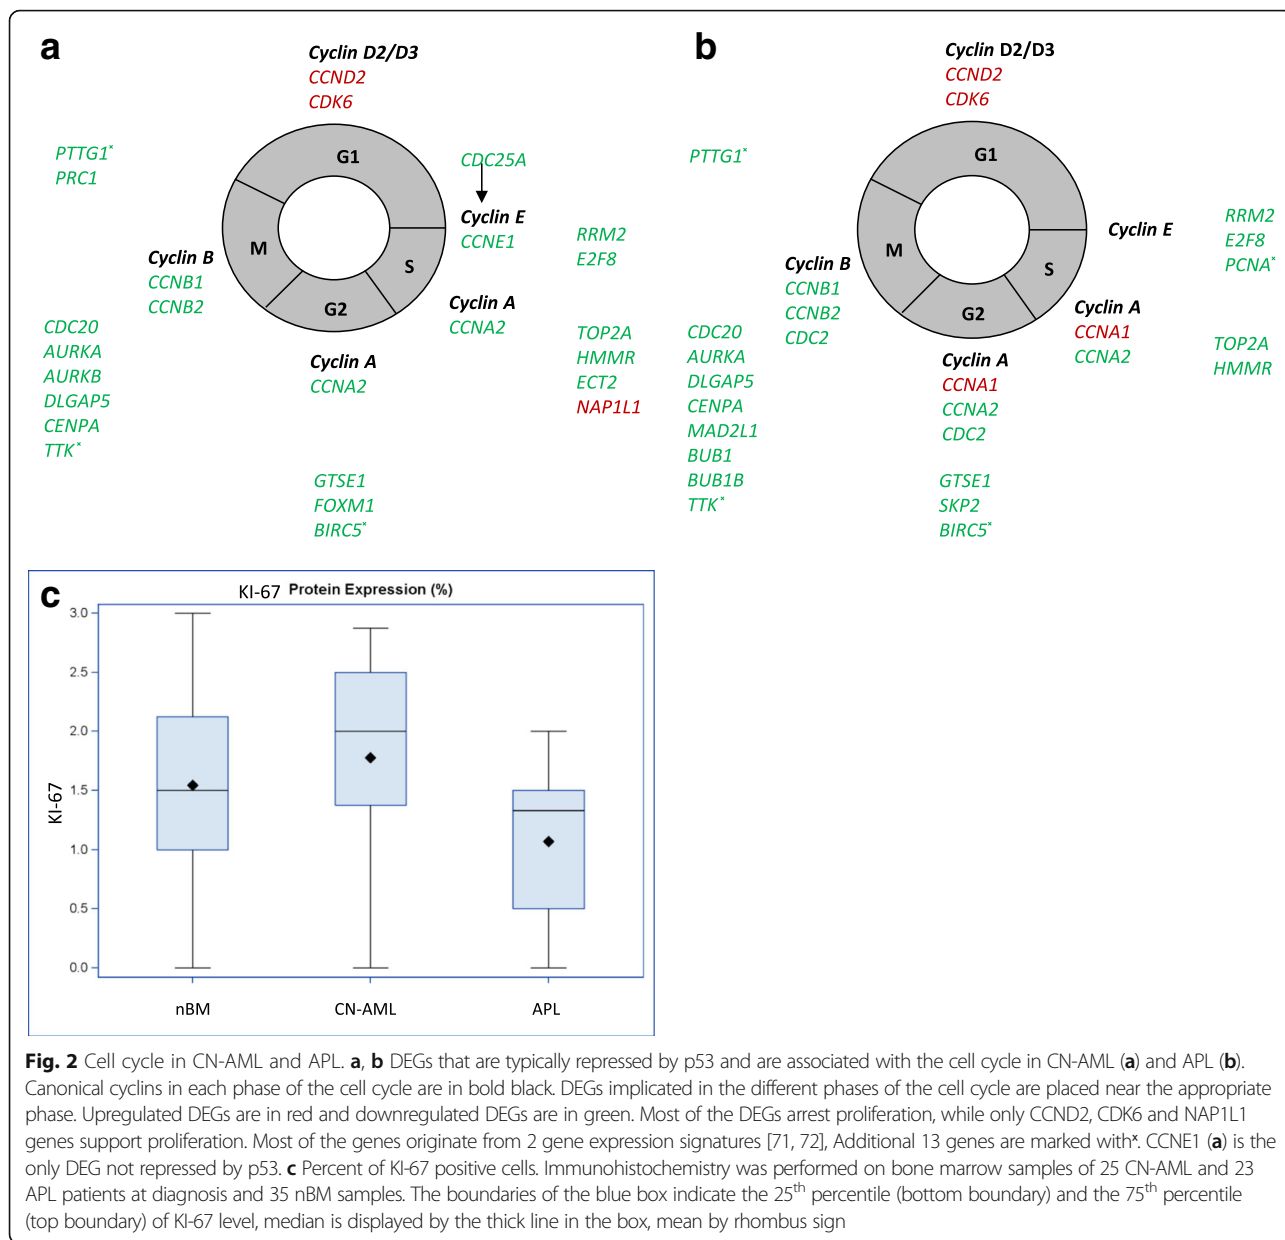 a
Cyclin D2/D3
CCND2
CDK6
PTTG1ˣ
PRC1
G1
CDC25A
Cyclin E
CCNE1
RRM2
E2F8
M
S
G2
Cyclin B
CCNB1
CCNB2
Cyclin A
CCNA2
CDC20
AURKA
AURKB
DLGAP5
CENPA
TTKˣ
Cyclin A
CCNA2
TOP2A
HMMR
ECT2
NAP1L1
GTSE1
FOXM1
BIRC5ˣ
b
Cyclin D2/D3
CCND2
CDK6
PTTG1ˣ
G1
Cyclin E
RRM2
E2F8
PCNAˣ
M
S
G2
Cyclin B
CCNB1
CCNB2
CDC2
Cyclin A
CCNA1
CCNA2
TOP2A
HMMR
CDC20
AURKA
DLGAP5
CENPA
MAD2L1
BUB1
BUB1B
TTKˣ
Cyclin A
CCNA1
CCNA2
CDC2
GTSE1
SKP2
BIRC5ˣ
c
KI-67 Protein Expression (%)
3.0
2.5
2.0
1.5
1.0
0.5
0.0
KI-67
nBM CN-AML APL
Fig. 2 Cell cycle in CN-AML and APL. a, b DEGs that are typically repressed by p53 and are associated with the cell cycle in CN-AML (a) and APL (b).
Canonical cyclins in each phase of the cell cycle are in bold black. DEGs implicated in the different phases of the cell cycle are placed near the appropriate
phase. Upregulated DEGs are in red and downregulated DEGs are in green. Most of the DEGs arrest proliferation, while only CCND2, CDK6 and NAP1L1
genes support proliferation. Most of the genes originate from 2 gene expression signatures [71, 72], Additional 13 genes are marked withˣ. CCNE1 (a) is the
only DEG not repressed by p53. c Percent of KI-67 positive cells. Immunohistochemistry was performed on bone marrow samples of 25 CN-AML and 23
APL patients at diagnosis and 35 nBM samples. The boundaries of the blue box indicate the 25th percentile (bottom boundary) and the 75th percentile
(top boundary) of KI-67 level, median is displayed by the thick line in the box, mean by rhombus sign